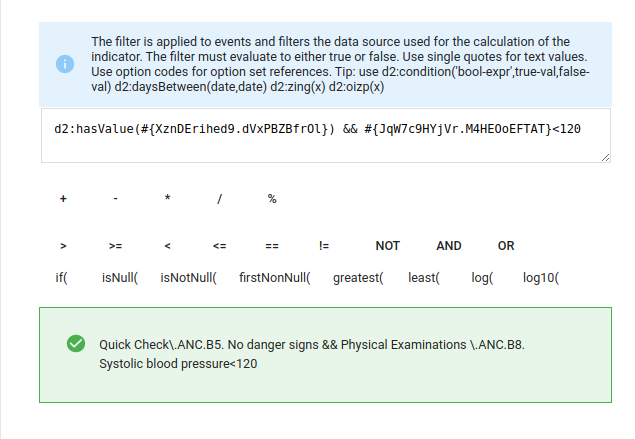 The filter is applied to events and filters the data source used for the calculation of the
indicator. The filter must evaluate to either true or false. Use single quotes for text values.
Use option codes for option set references. Tip: use d2:condition('bool-expr',true-val,false-
val) d2:daysBetween(date,date) d2:zing(x) d2:oizp(x)
d2:hasValue(#{XznDErihed9.dVxPBZBfrOl}) && #{JqW7c9HYjVr.M4HEOoEFTAT}<120
+ - * / %
> >= < <= == != NOT AND OR
if( isNull( isNotNull( firstNonNull( greatest( least( log( log10(
Quick Check\.ANC.B5. No danger signs && Physical Examinations \.ANC.B8.
Systolic blood pressure<120